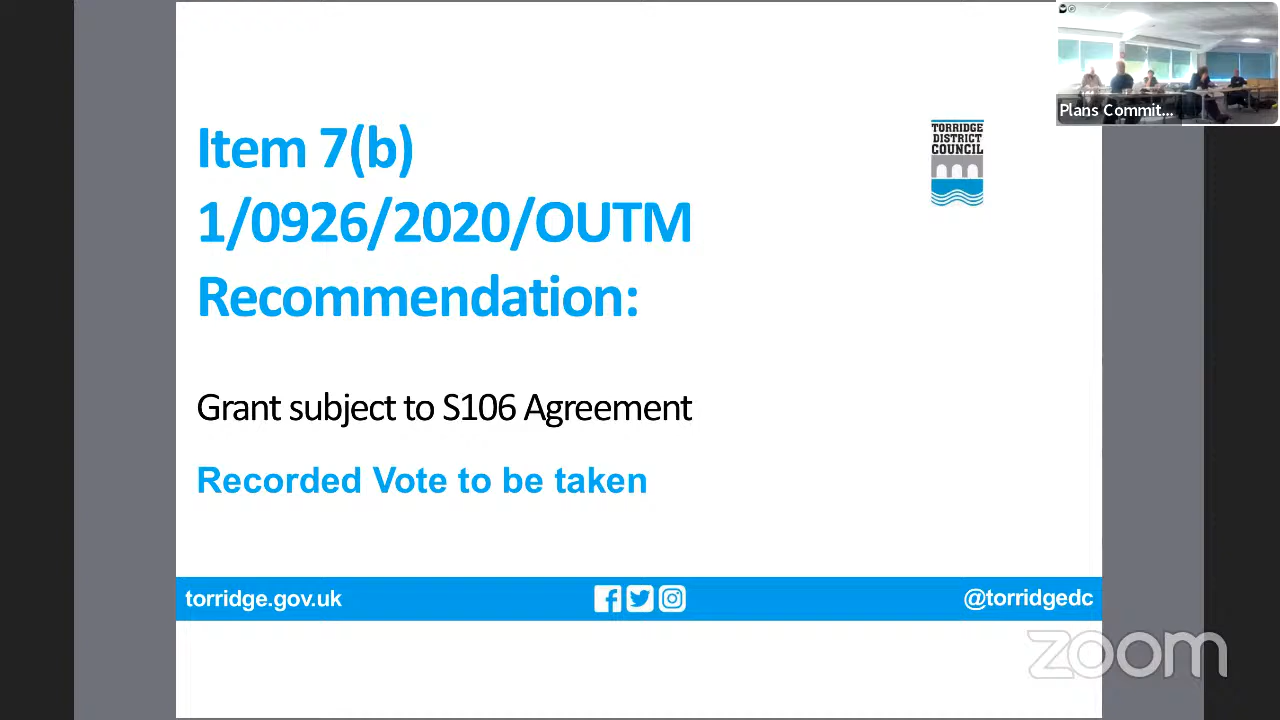 Item 7(b)
1/0926/2020/OUTM
Recommendation:
Grant subject to S106 Agreement
Recorded Vote to be taken
TORRIDGE
DISTRICT
COUNCIL
Plans Commit...
torridge.gov.uk
@torridgedc
zoom